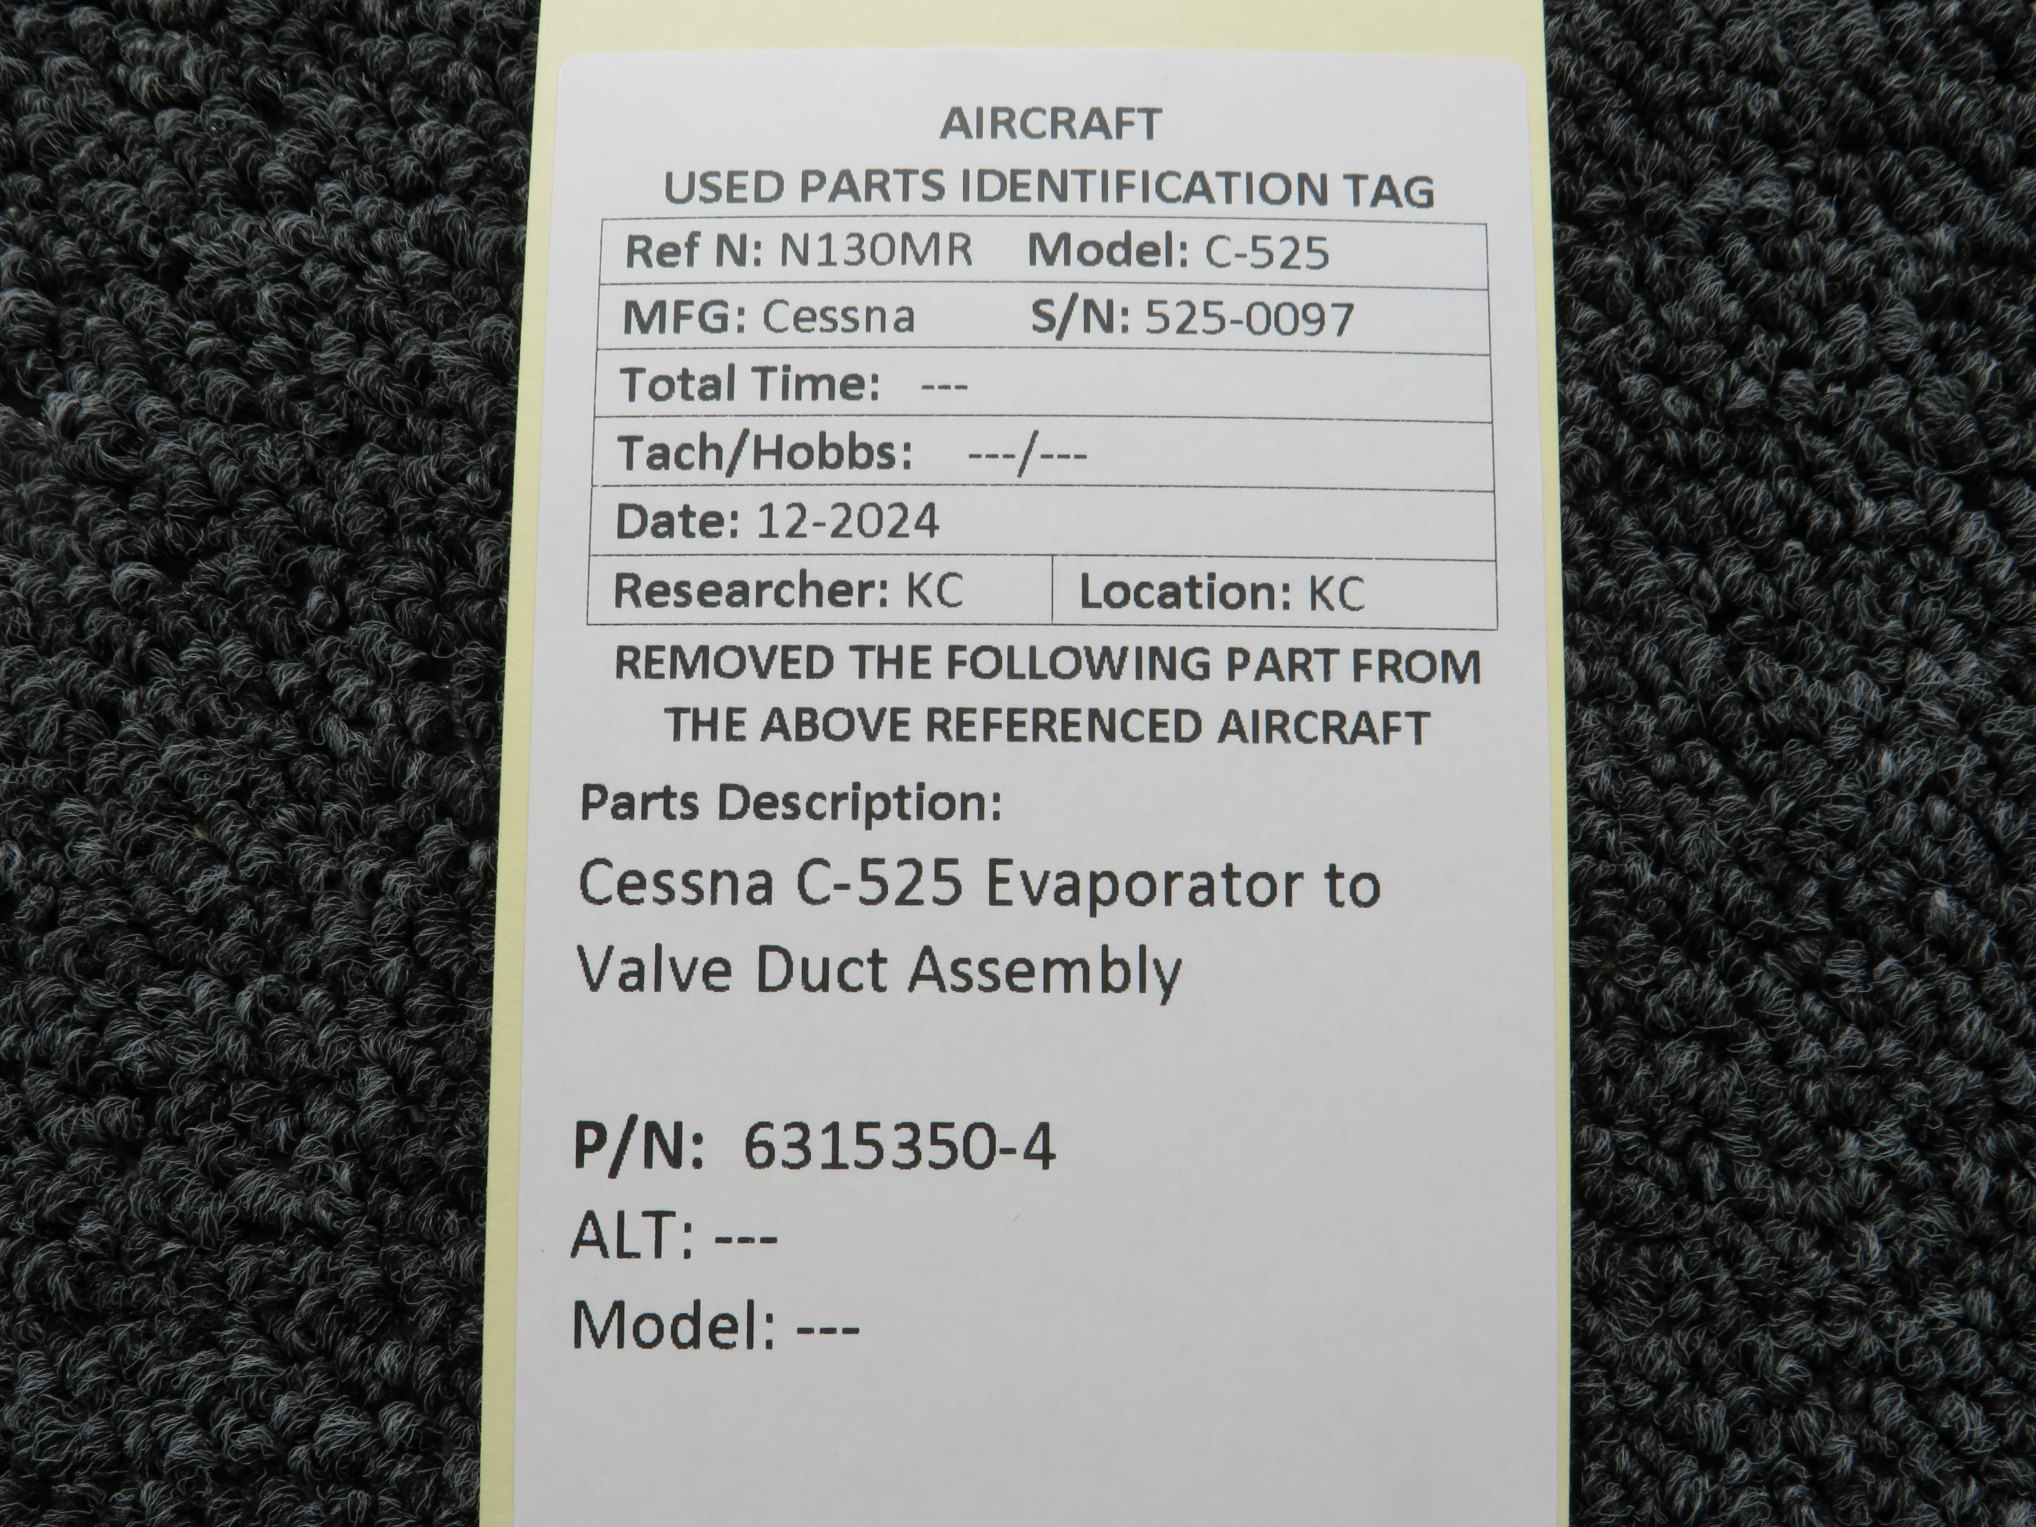 AIRCRAFT
USED PARTS IDENTIFICATION TAG
Ref N: N130MR Model: C-525
MFG: Cessna S/N: 525-0097
Total Time: ---
Tach/Hobbs: ---/---
Date: 12-2024
Researcher: KC Location: KC
REMOVED THE FOLLOWING PART FROM
THE ABOVE REFERENCED AIRCRAFT
Parts Description:
Cessna C-525 Evaporator to
Valve Duct Assembly
P/N: 6315350-4
ALT: ---
Model: ---